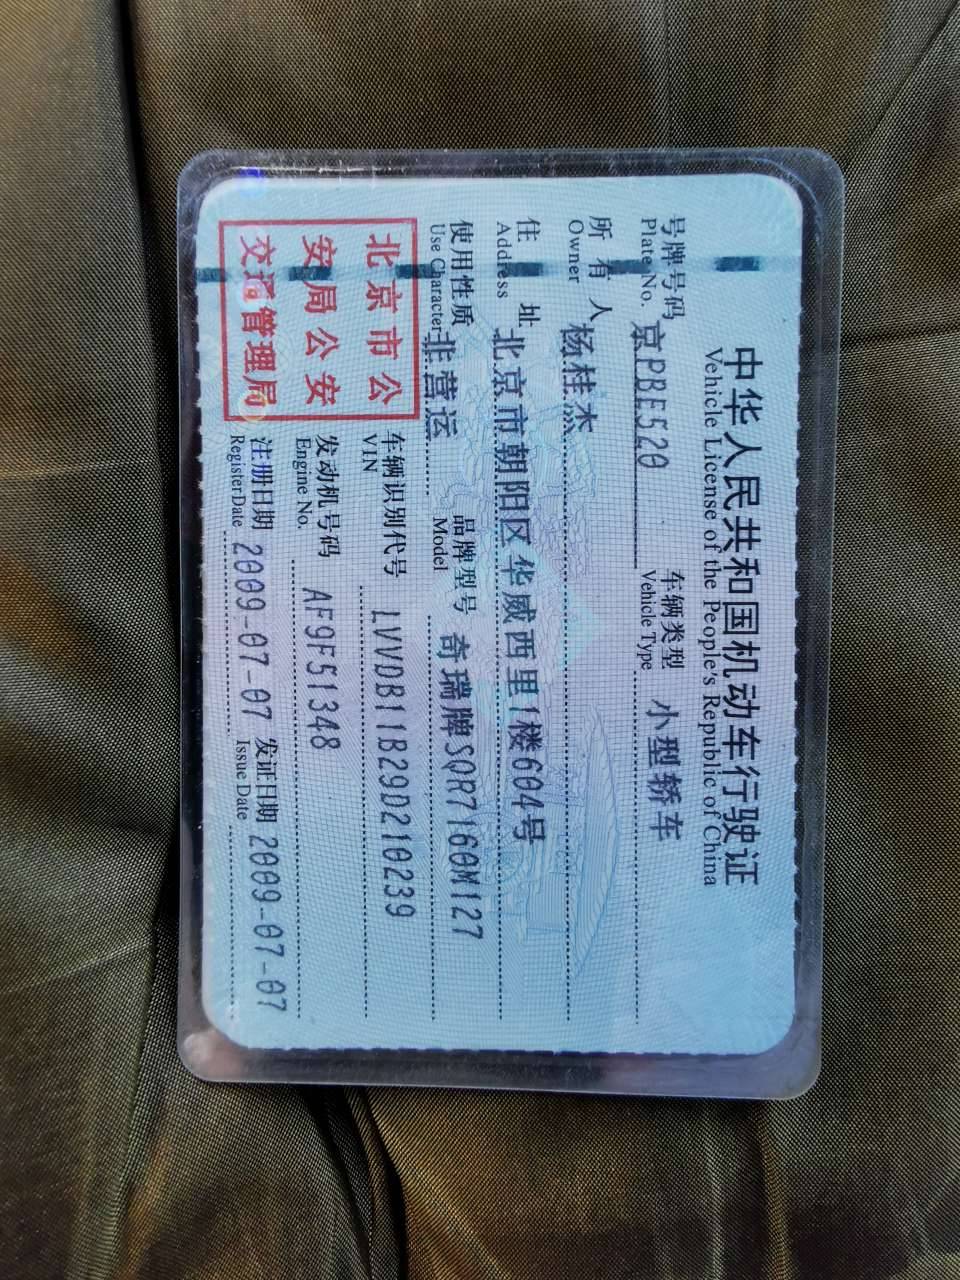 中华人民共和国机动车行驶证
Vehicle License of the People's Republic of China
号牌号码 京PBE520 车辆类型 小型轿车
Plate No. Vehicle Type
所有人 杨桂杰
Owner
住址 北京市朝阳区华威西里1楼604号
Address
使用性质 非营运 品牌型号 奇瑞牌SQR7160M127
Use Character Model
北京市公
安局公安
交通管理局
车辆识别代号 LVVDB11B29D210239
VIN
发动机号码 AF9F51348
Engine No.
注册日期 2009-07-07 发证日期 2009-07-07
Register Date Issue Date